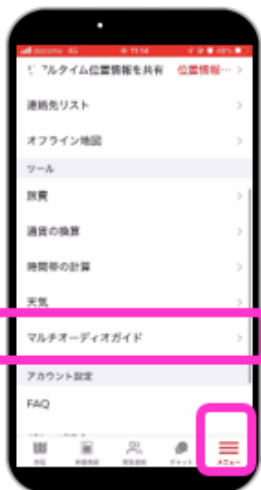 docomo 4G 11:14 48%
リアルタイム位置情報を共有 位置情報…
連絡先リスト
オフライン地図
ツール
旅費
通貨の換算
時間帯の計算
天気
マルチオーディオガイド
アカウント設定
FAQ
チャット メニュー